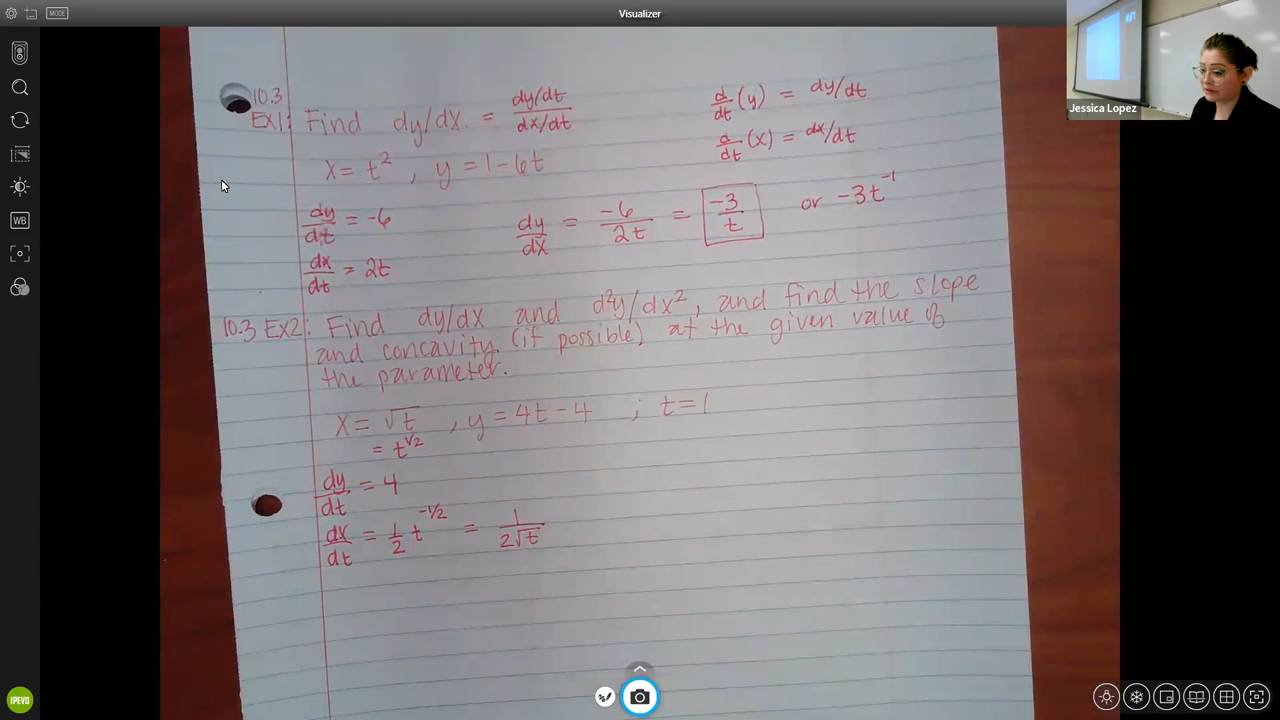 MODE
Visualizer
Jessica Lopez
WB
IPEVO
10.3
Ex1: Find dy/dx = (dy/dt)/(dx/dt)
d/dt (y) = dy/dt
d/dt (x) = dx/dt
x = t², y = 1-6t
dy/dt = -6
dx/dt = 2t
dy/dx = -6/2t = -3/t or -3t⁻¹
10.3 Ex2: Find dy/dx and d²y/dx², and find the slope
and concavity (if possible) at the given value of
the parameter.
x = √t, y = 4t - 4 ; t = 1
= t^1/2
dy/dt = 4
dx/dt = 1/2 t^-1/2 = 1/(2√t)